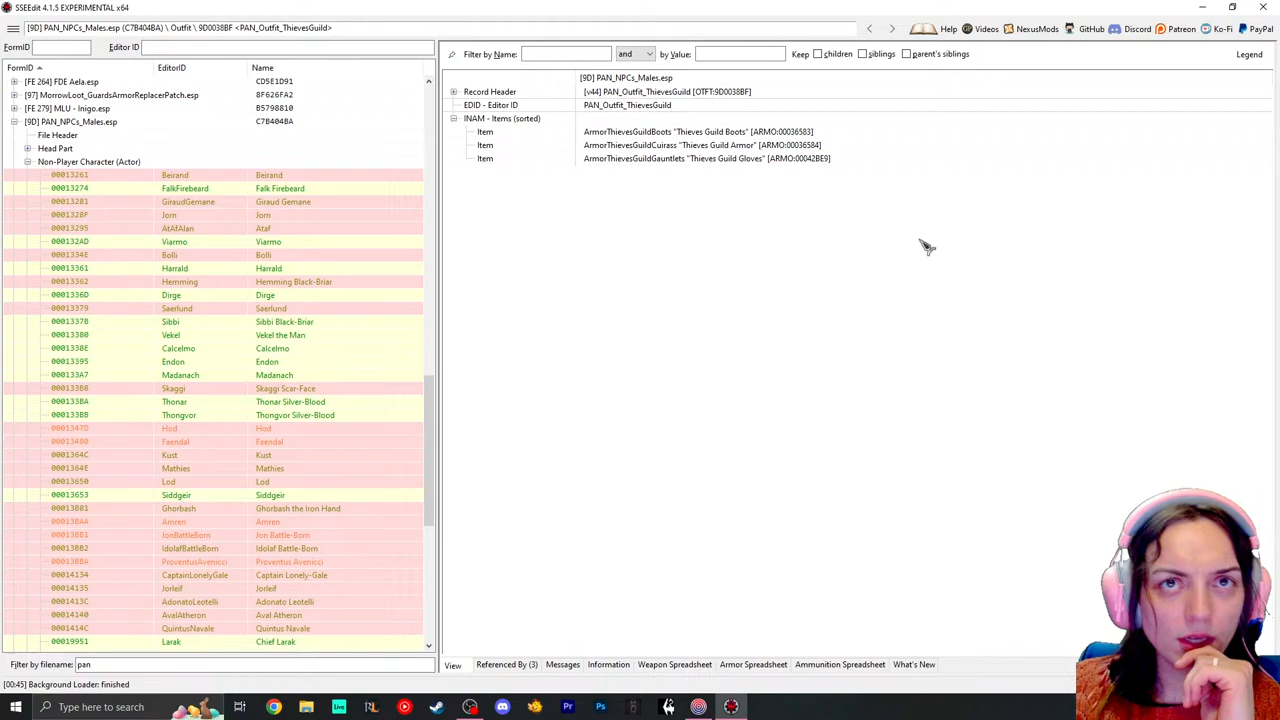 SSEEdit 4.1.5 EXPERIMENTAL x64
[9D] PAN_NPCs_Males.esp (C7B404BA) \ Outfit \ 9D0038BF <PAN_Outfit_ThievesGuild>
Help Videos NexusMods GitHub Discord Patreon Ko-Fi PayPal
FormID Editor ID
Filter by Name: and by Value: Keep children siblings parent's siblings Legend
FormID EditorID Name
[FE 264] FDE Aela.esp CD5E1D91
[97] MorrowLoot_GuardsArmorReplacerPatch.esp 8F626FA2
[FE 279] MLU - Inigo.esp B5798810
[9D] PAN_NPCs_Males.esp C7B404BA
File Header
Head Part
Non-Player Character (Actor)
00013261 Beirand Beirand
00013274 FalkFirebeard Falk Firebeard
00013281 GiraudGemane Giraud Gemane
0001328F Jorn Jorn
00013295 AtAfAlan Ataf
000132AD Viarmo Viarmo
0001334E Bolli Bolli
00013361 Harrald Harrald
00013362 Hemming Hemming Black-Briar
0001336D Dirge Dirge
00013379 Saerlund Saerlund
0001337B Sibbi Sibbi Black-Briar
00013380 Vekel Vekel the Man
0001338E Calcelmo Calcelmo
00013395 Endon Endon
000133A7 Madanach Madanach
000133B8 Skaggi Skaggi Scar-Face
000133BA Thonar Thonar Silver-Blood
000133BB Thongvor Thongvor Silver-Blood
0001347D Hod Hod
00013480 Faendal Faendal
0001364C Kust Kust
0001364E Mathies Mathies
00013650 Lod Lod
00013653 Siddgeir Siddgeir
00013B81 Ghorbash Ghorbash the Iron Hand
00013BAA Amren Amren
00013BB1 JonBattleBorn Jon Battle-Born
00013BB2 IdolafBattleBorn Idolaf Battle-Born
00013BBA ProventusAvenicci Proventus Avenicci
00014134 CaptainLonelyGale Captain Lonely-Gale
00014135 Jorleif Jorleif
0001413C AdonatoLeotelli Adonato Leotelli
00014140 AvalAtheron Aval Atheron
0001414C QuintusNavale Quintus Navale
00019951 Larak Chief Larak
[9D] PAN_NPCs_Males.esp
Record Header [v44] PAN_Outfit_ThievesGuild [OTFT:9D0038BF]
EDID - Editor ID PAN_Outfit_ThievesGuild
INAM - Items (sorted)
Item ArmorThievesGuildBoots "Thieves Guild Boots" [ARMO:00036583]
Item ArmorThievesGuildCuirass "Thieves Guild Armor" [ARMO:00036584]
Item ArmorThievesGuildGauntlets "Thieves Guild Gloves" [ARMO:00042BE9]
Filter by filename: pan
View Referenced By (3) Messages Information Weapon Spreadsheet Armor Spreadsheet Ammunition Spreadsheet What's New
[00:45] Background Loader: finished
Type here to search
Live
Pr
Ps